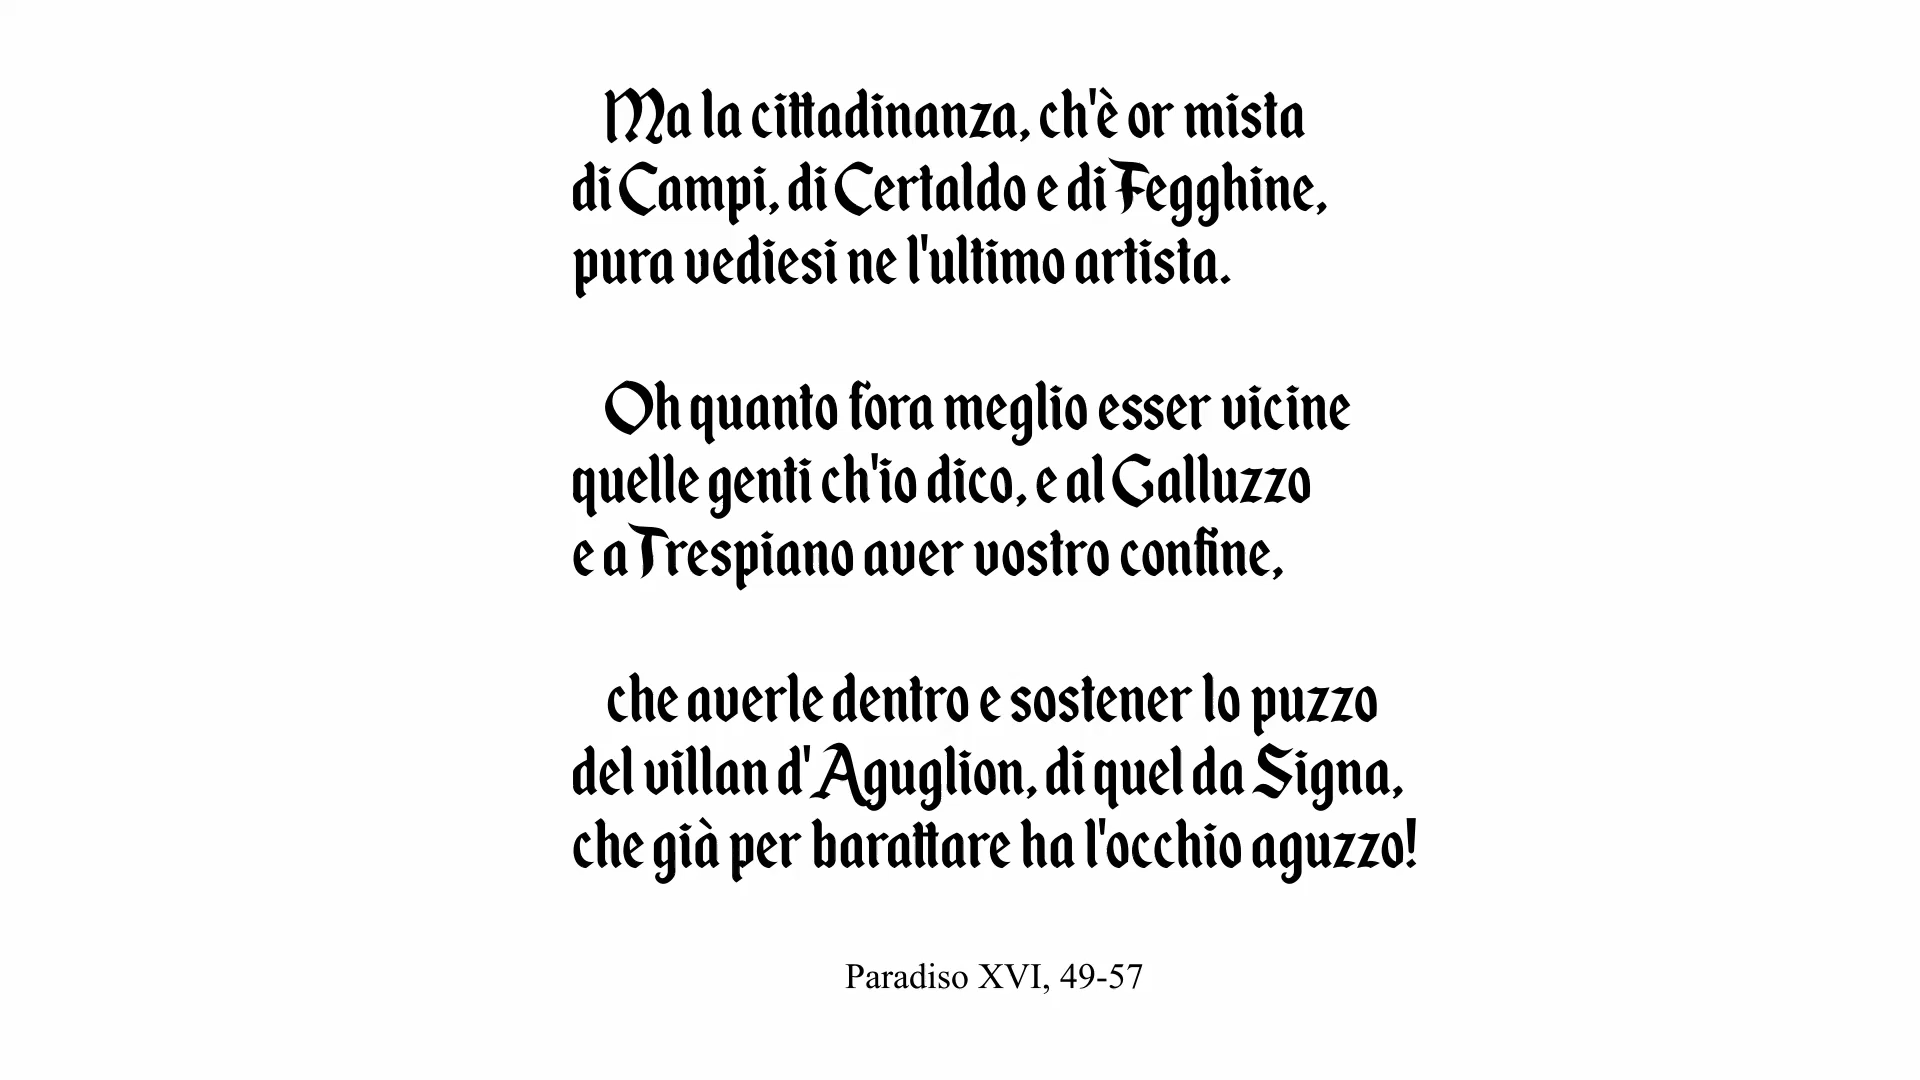 Ma la cittadinanza, ch'è or mista
di Campi, di Certaldo e di Fegghine,
pura vediesi ne l'ultimo artista.
Oh quanto fora meglio esser vicine
quelle genti ch'io dico, e al Galluzzo
e a Trespiano aver vostro confine,
che averle dentro e sostener lo puzzo
del villan d'Aguglion, di quel da Signa,
che già per barattare ha l'occhio aguzzo!
Paradiso XVI, 49-57